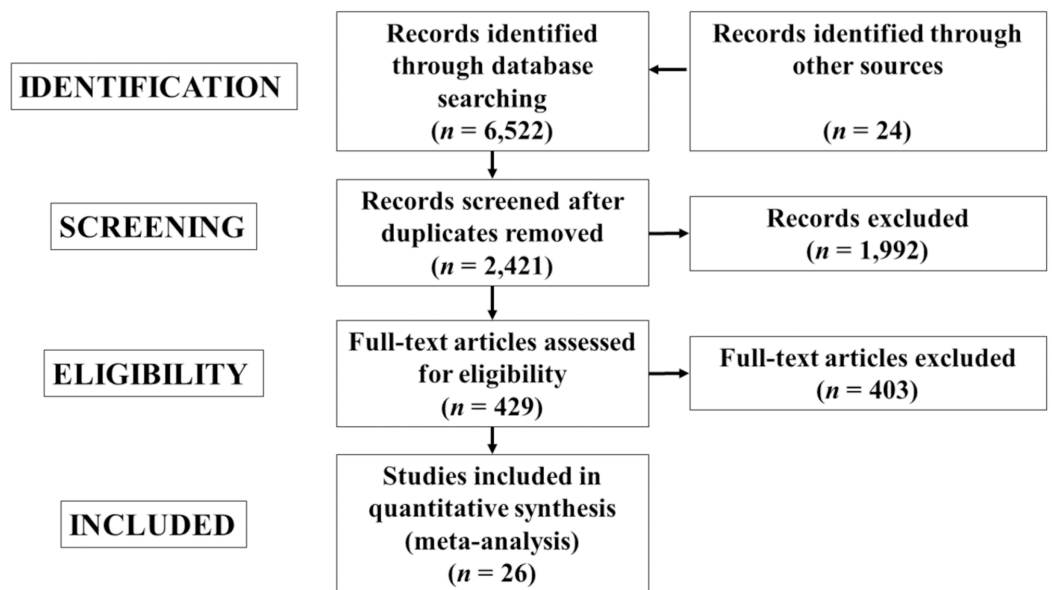 IDENTIFICATION
Records identified
through database
searching
(n = 6,522)
Records identified through
other sources
(n = 24)
SCREENING
Records screened after
duplicates removed
(n = 2,421)
Records excluded
(n = 1,992)
ELIGIBILITY
Full-text articles assessed
for eligibility
(n = 429)
Full-text articles excluded
(n = 403)
INCLUDED
Studies included in
quantitative synthesis
(meta-analysis)
(n = 26)